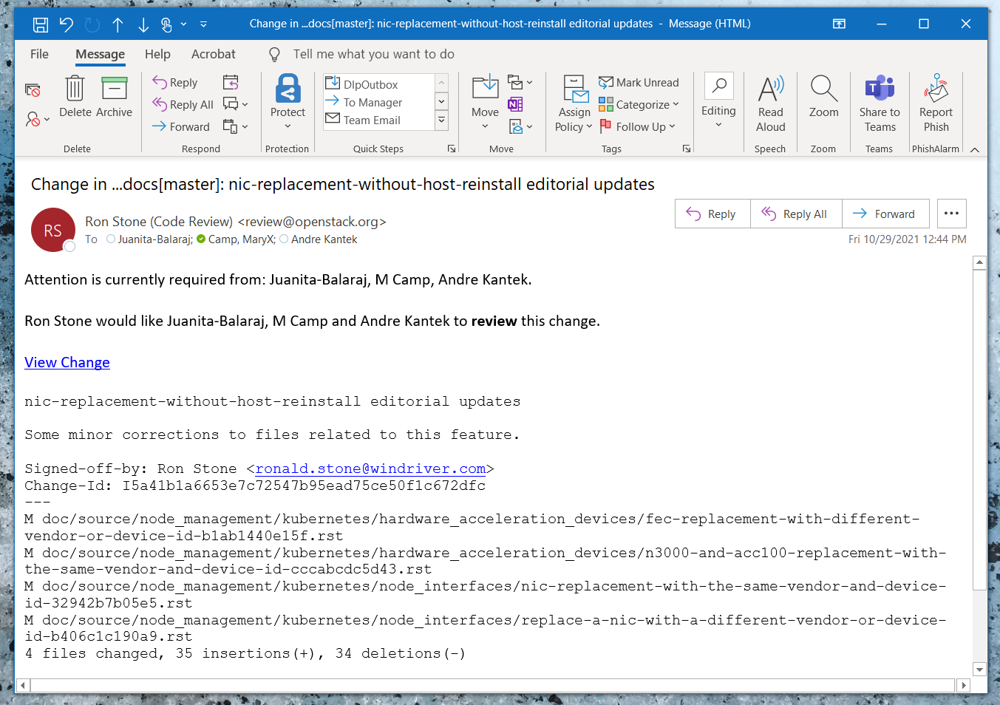 Change in ...docs[master]: nic-replacement-without-host-reinstall editorial updates - Message (HTML)
File Message Help Acrobat Tell me what you want to do
Delete Archive
Delete
Reply
Reply All
Forward
Respond
Protect
Protection
DlpOutbox
To Manager
Team Email
Quick Steps
Move
Move
Assign Policy
Mark Unread
Categorize
Follow Up
Tags
Editing
Read Aloud
Speech
Zoom
Zoom
Share to Teams
Teams
Report Phish
PhishAlarm
Change in ...docs[master]: nic-replacement-without-host-reinstall editorial updates
RS
Ron Stone (Code Review) <review@openstack.org>
To Juanita-Balaraj; Camp, MaryX; Andre Kantek
Reply Reply All Forward
Fri 10/29/2021 12:44 PM
Attention is currently required from: Juanita-Balaraj, M Camp, Andre Kantek.
Ron Stone would like Juanita-Balaraj, M Camp and Andre Kantek to review this change.
View Change
nic-replacement-without-host-reinstall editorial updates
Some minor corrections to files related to this feature.
Signed-off-by: Ron Stone <ronald.stone@windriver.com>
Change-Id: I5a41b1a6653e7c72547b95ead75ce50f1c672dfc
---
M doc/source/node_management/kubernetes/hardware_acceleration_devices/fec-replacement-with-different-
vendor-or-device-id-b1ab1440e15f.rst
M doc/source/node_management/kubernetes/hardware_acceleration_devices/n3000-and-acc100-replacement-with-
the-same-vendor-and-device-id-cccabcdc5d43.rst
M doc/source/node_management/kubernetes/node_interfaces/nic-replacement-with-the-same-vendor-and-device-
id-32942b7b05e5.rst
M doc/source/node_management/kubernetes/node_interfaces/replace-a-nic-with-a-different-vendor-or-device-
id-b406c1c190a9.rst
4 files changed, 35 insertions(+), 34 deletions(-)